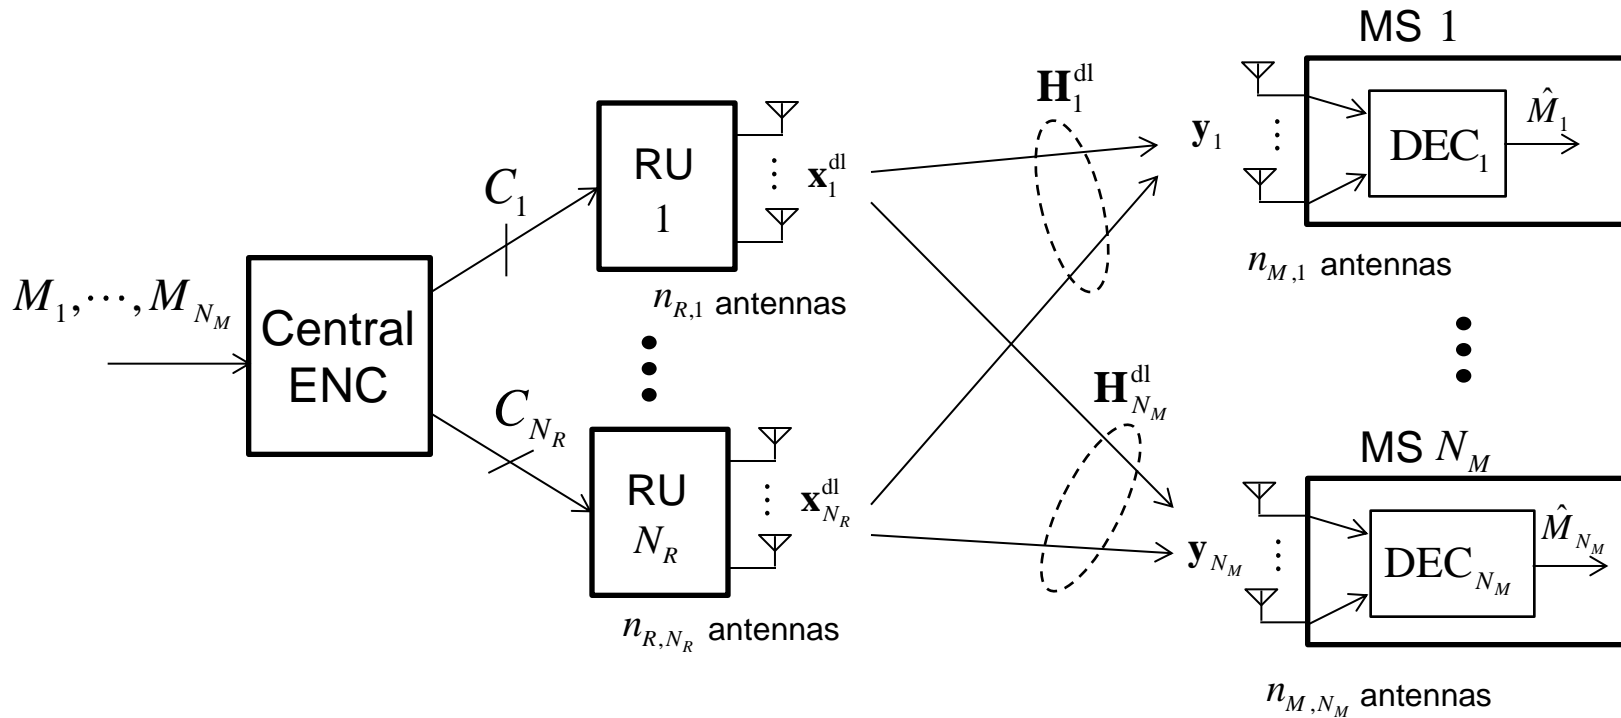 M_1, ⋯, M_{N_M}
Central
ENC
C_1
C_{N_R}
RU
1
n_{R,1} antennas
RU
N_R
n_{R,N_R} antennas
x_1^{dl}
x_{N_R}^{dl}
H_1^{dl}
H_{N_M}^{dl}
MS 1
y_1
DEC_1
\hat{M}_1
n_{M,1} antennas
MS N_M
y_{N_M}
DEC_{N_M}
\hat{M}_{N_M}
n_{M,N_M} antennas